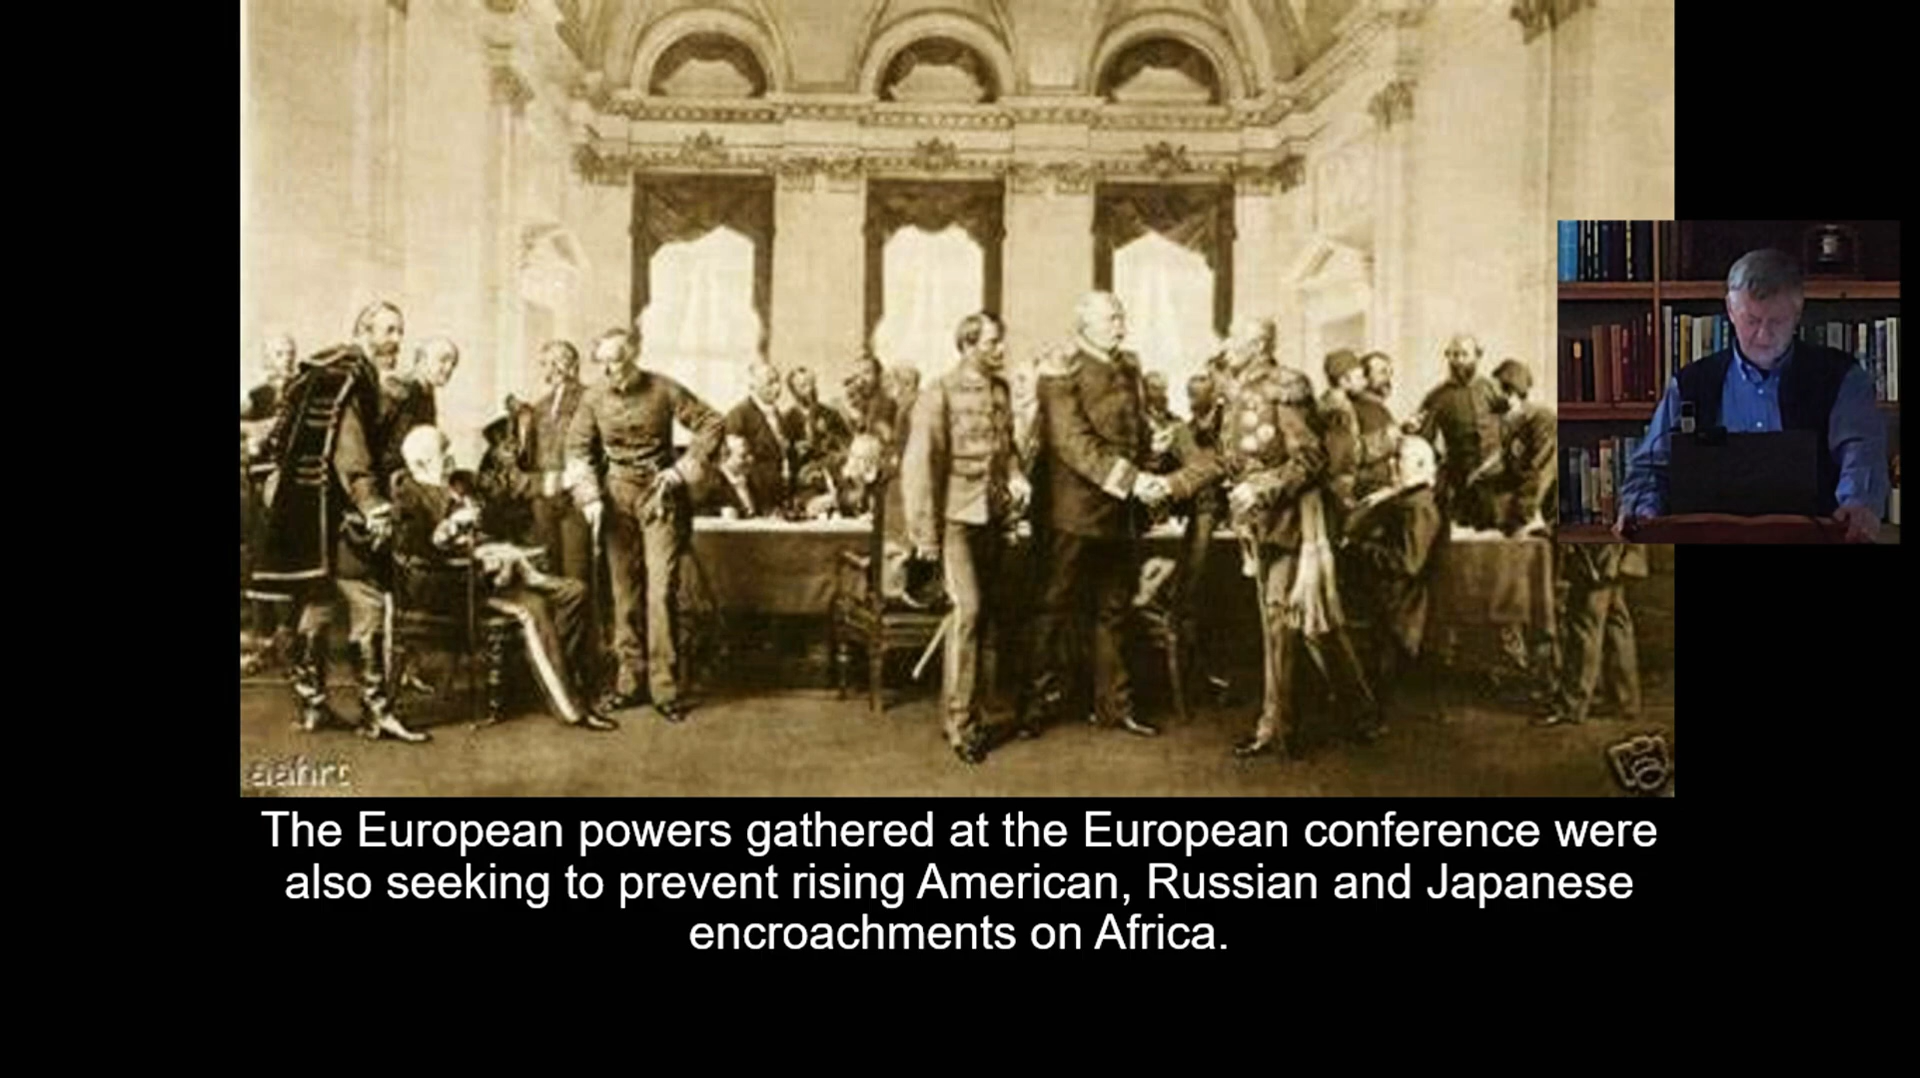 aahrc
The European powers gathered at the European conference were
also seeking to prevent rising American, Russian and Japanese
encroachments on Africa.